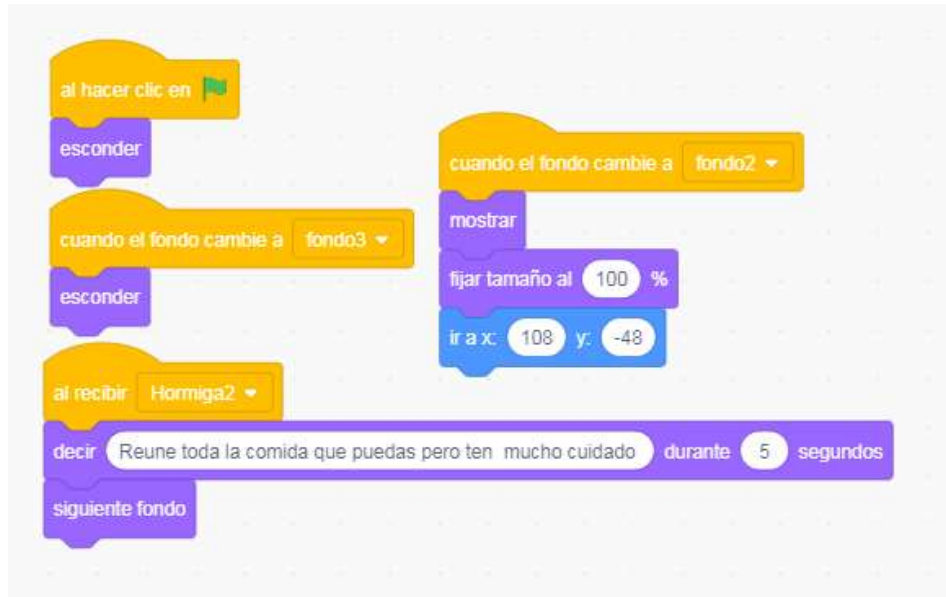 al hacer clic en
esconder
cuando el fondo cambie a fondo3
esconder
al recibir Hormiga2
decir Reune toda la comida que puedas pero ten mucho cuidado durante 5 segundos
siguiente fondo
cuando el fondo cambie a fondo2
mostrar
fijar tamaño al 100 %
ir a x: 108 y: -48